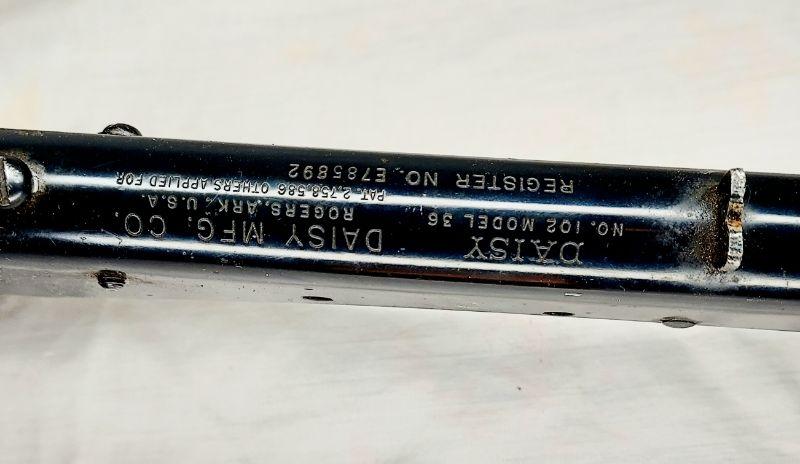 DAISY
NO. 102 MODEL 36
REGISTER NO. E785892
DAISY MFG. CO.
ROGERS, ARK., U.S.A.
PAT. 2,758,586 OTHERS APPLIED FOR